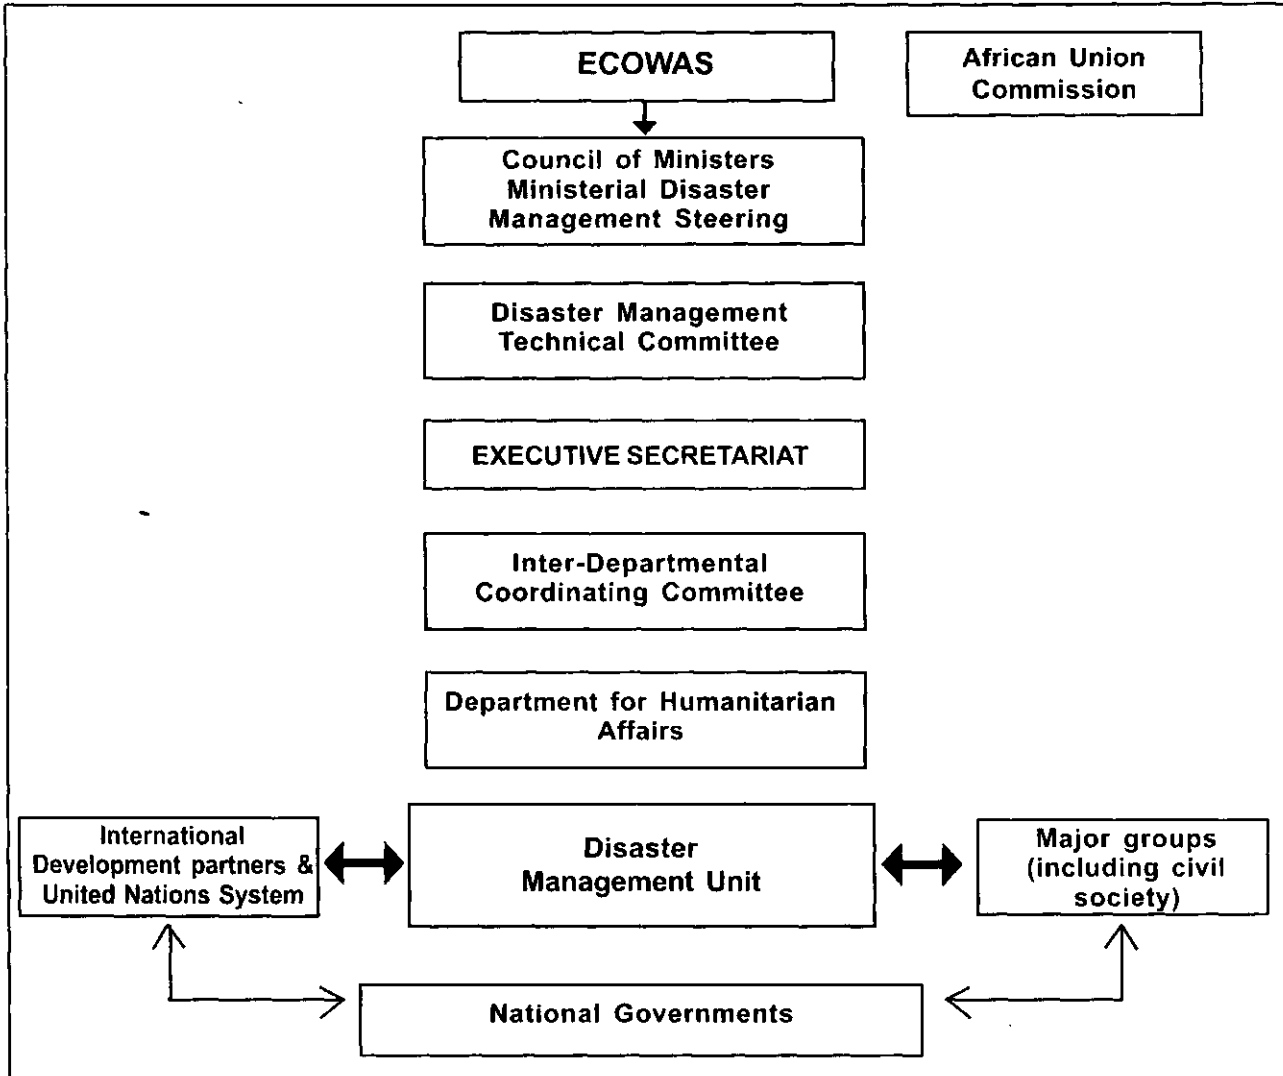 ECOWAS
African Union
Commission
Council of Ministers
Ministerial Disaster
Management Steering
Disaster Management
Technical Committee
EXECUTIVE SECRETARIAT
Inter-Departmental
Coordinating Committee
Department for Humanitarian
Affairs
International
Development partners &
United Nations System
Disaster
Management Unit
Major groups
(including civil
society)
National Governments